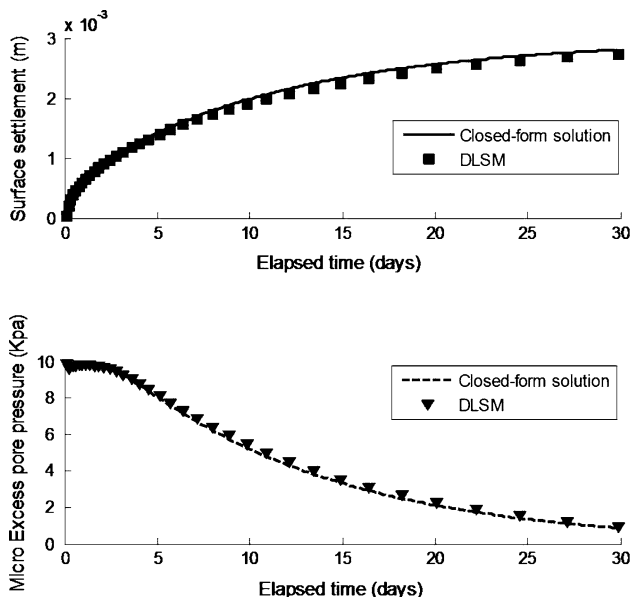 x 10⁻³
Surface settlement (m)
3
2
1
0
Closed-form solution
DLSM
0 5 10 15 20 25 30
Elapsed time (days)
Micro Excess pore pressure (Kpa)
10
8
6
4
2
0
Closed-form solution
DLSM
0 5 10 15 20 25 30
Elapsed time (days)